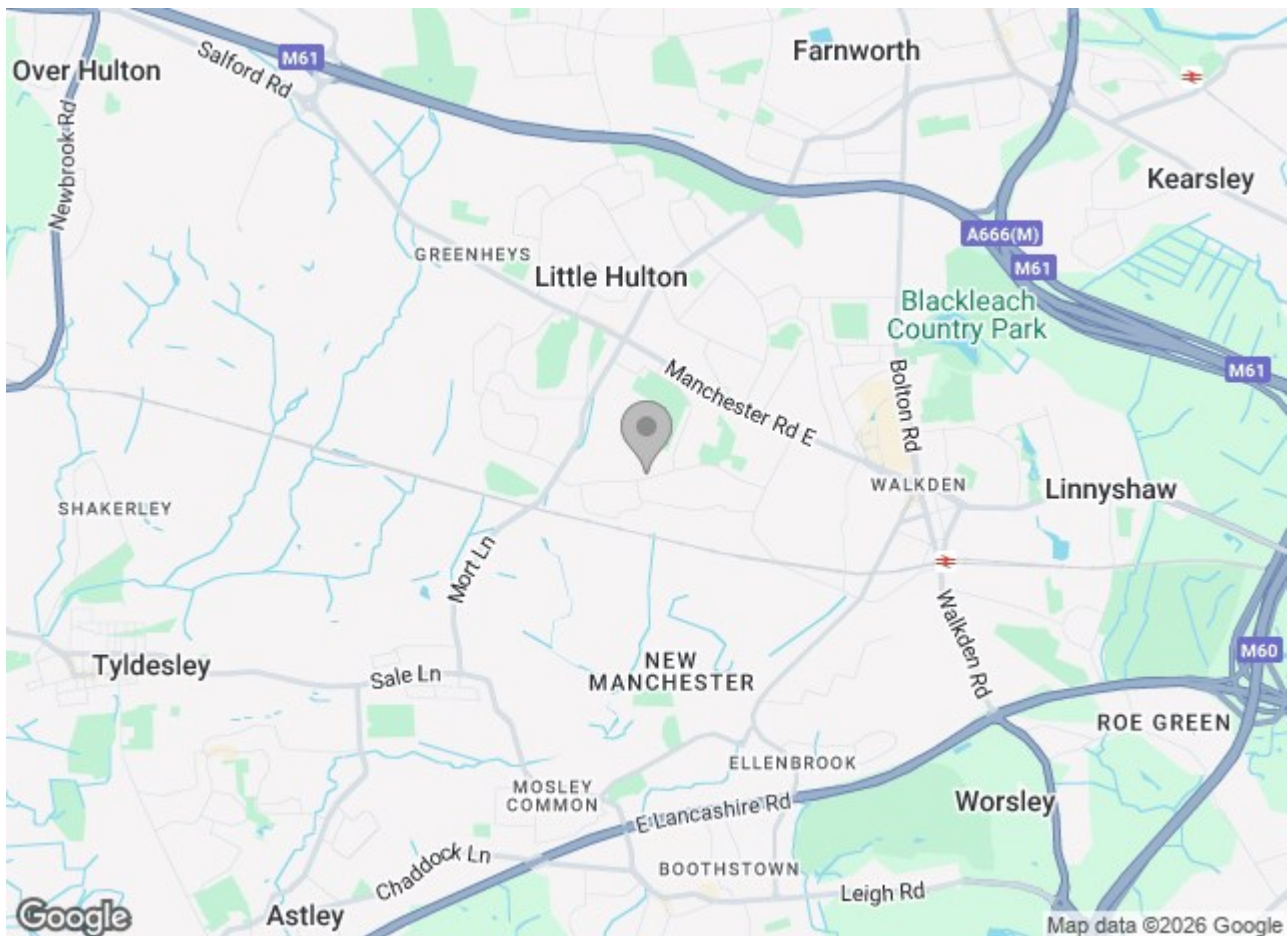 Farnworth
M61
Salford Rd
Over Hulton
Newbrook Rd
Kearsley
A666(M)
M61
GREENHEYS
Little Hulton
Blackleach
Country Park
M61
Manchester Rd E
Bolton Rd
WALKDEN
Linnyshaw
SHAKERLEY
Mort Ln
Walkden Rd
M60
Tyldesley
Sale Ln
NEW
MANCHESTER
ROE GREEN
ELLENBROOK
MOSLEY
COMMON
Worsley
E Lancashire Rd
Chaddock Ln
BOOTHSTOWN
Leigh Rd
Astley
Google
Map data ©2026 Google